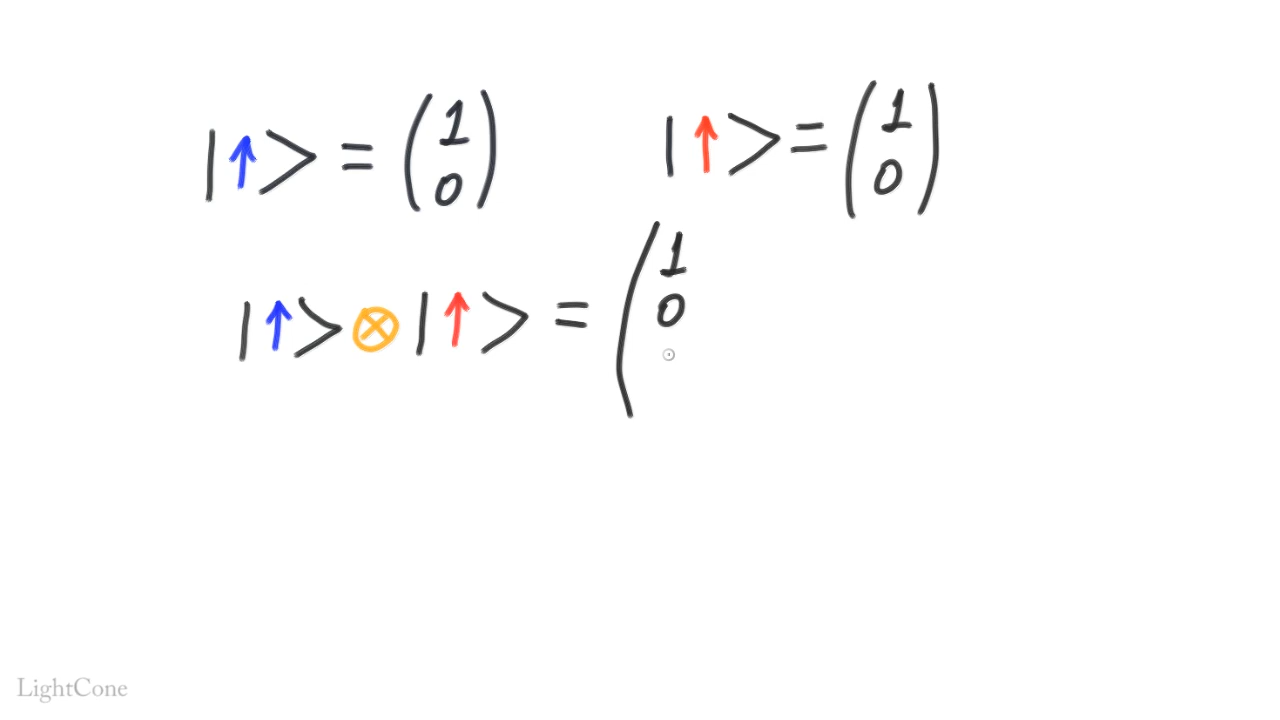 |↑> = (1 0) |↑> = (1 0)
|↑> ⊗ |↑> = (1 0
LightCone